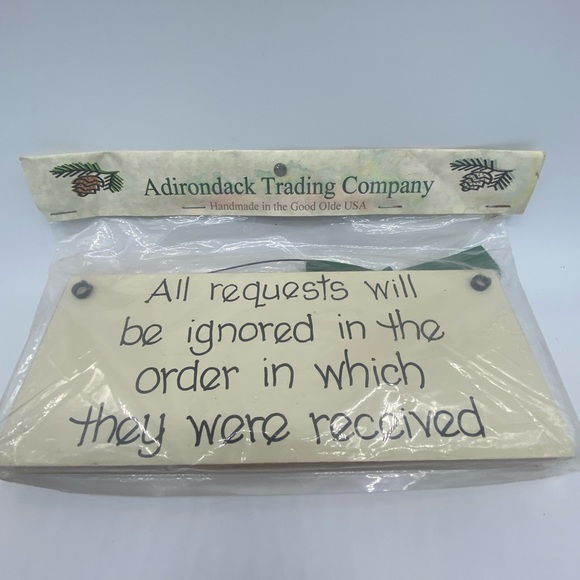 Adirondack Trading Company
Handmade in the Good Olde USA
All requests will
be ignored in the
order in which
they were received